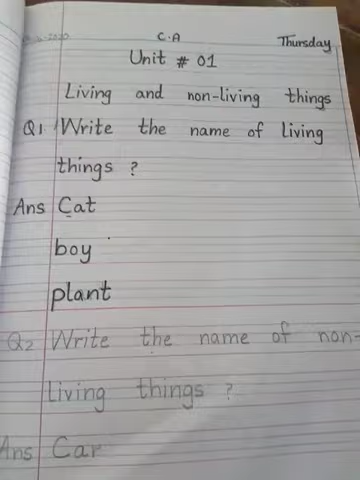 C.A Thursday
Unit # 01
Living and non-living things
Q1 Write the name of living
things ?
Ans Cat
boy
plant
Q2 Write the name of non-
living things ?
Ans Car